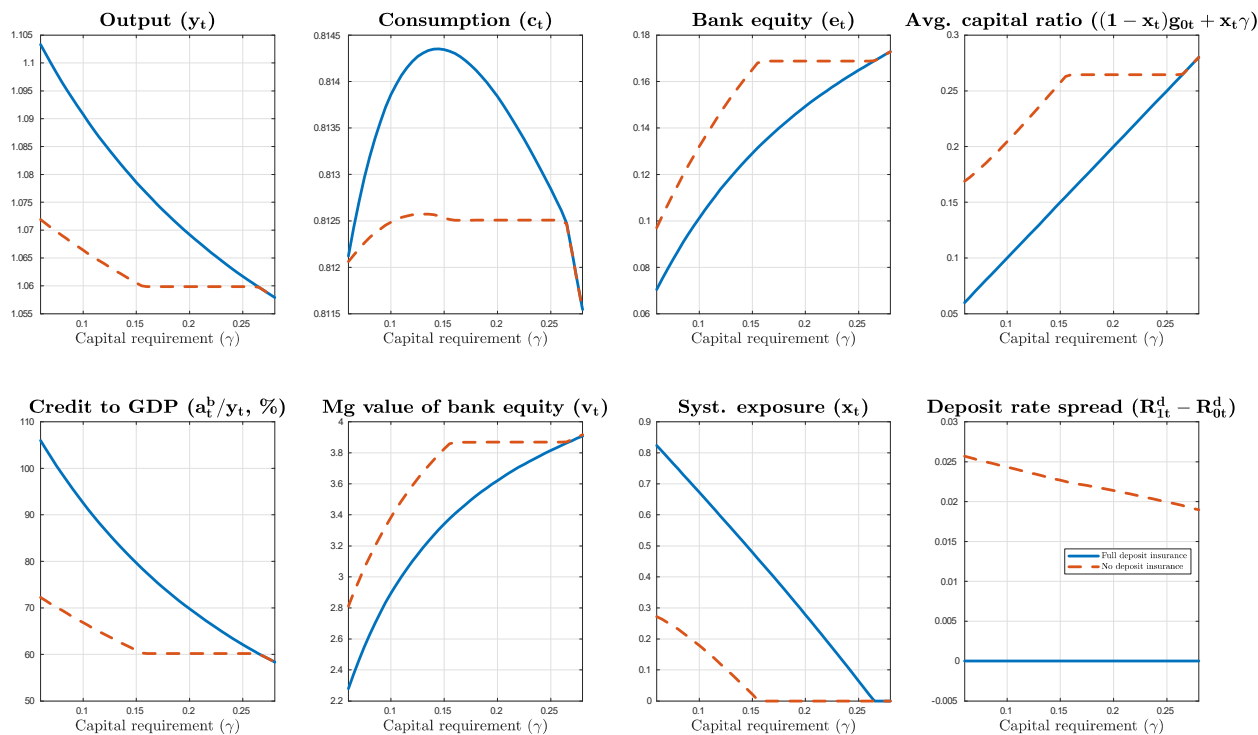 Output (y_t)
1.105
1.1
1.095
1.09
1.085
1.08
1.075
1.07
1.065
1.06
1.055
0.1 0.15 0.2 0.25
Capital requirement (γ)
Consumption (c_t)
0.8145
0.814
0.8135
0.813
0.8125
0.812
0.8115
0.1 0.15 0.2 0.25
Capital requirement (γ)
Bank equity (e_t)
0.18
0.16
0.14
0.12
0.1
0.08
0.06
0.1 0.15 0.2 0.25
Capital requirement (γ)
Avg. capital ratio ((1 − x_t)g_{0t} + x_tγ)
0.3
0.25
0.2
0.15
0.1
0.05
0.1 0.15 0.2 0.25
Capital requirement (γ)
Credit to GDP (a_t^b/y_t, %)
110
100
90
80
70
60
50
0.1 0.15 0.2 0.25
Capital requirement (γ)
Mg value of bank equity (v_t)
4
3.8
3.6
3.4
3.2
3
2.8
2.6
2.4
2.2
0.1 0.15 0.2 0.25
Capital requirement (γ)
Syst. exposure (x_t)
0.9
0.8
0.7
0.6
0.5
0.4
0.3
0.2
0.1
0
0.1 0.15 0.2 0.25
Capital requirement (γ)
Deposit rate spread (R_{1t}^d − R_{0t}^d)
0.03
0.025
0.02
0.015
0.01
0.005
0
-0.005
0.1 0.15 0.2 0.25
Full deposit insurance
No deposit insurance
Capital requirement (γ)